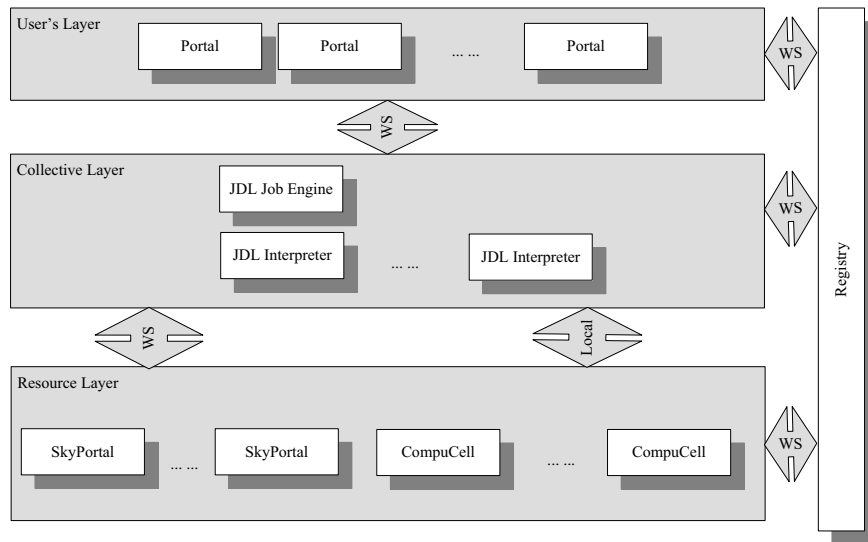 User's Layer
Portal
Portal
... ...
Portal
WS
WS
Collective Layer
JDL Job Engine
JDL Interpreter
... ...
JDL Interpreter
WS
Registry
WS
Local
Resource Layer
SkyPortal
... ...
SkyPortal
CompuCell
... ...
CompuCell
WS